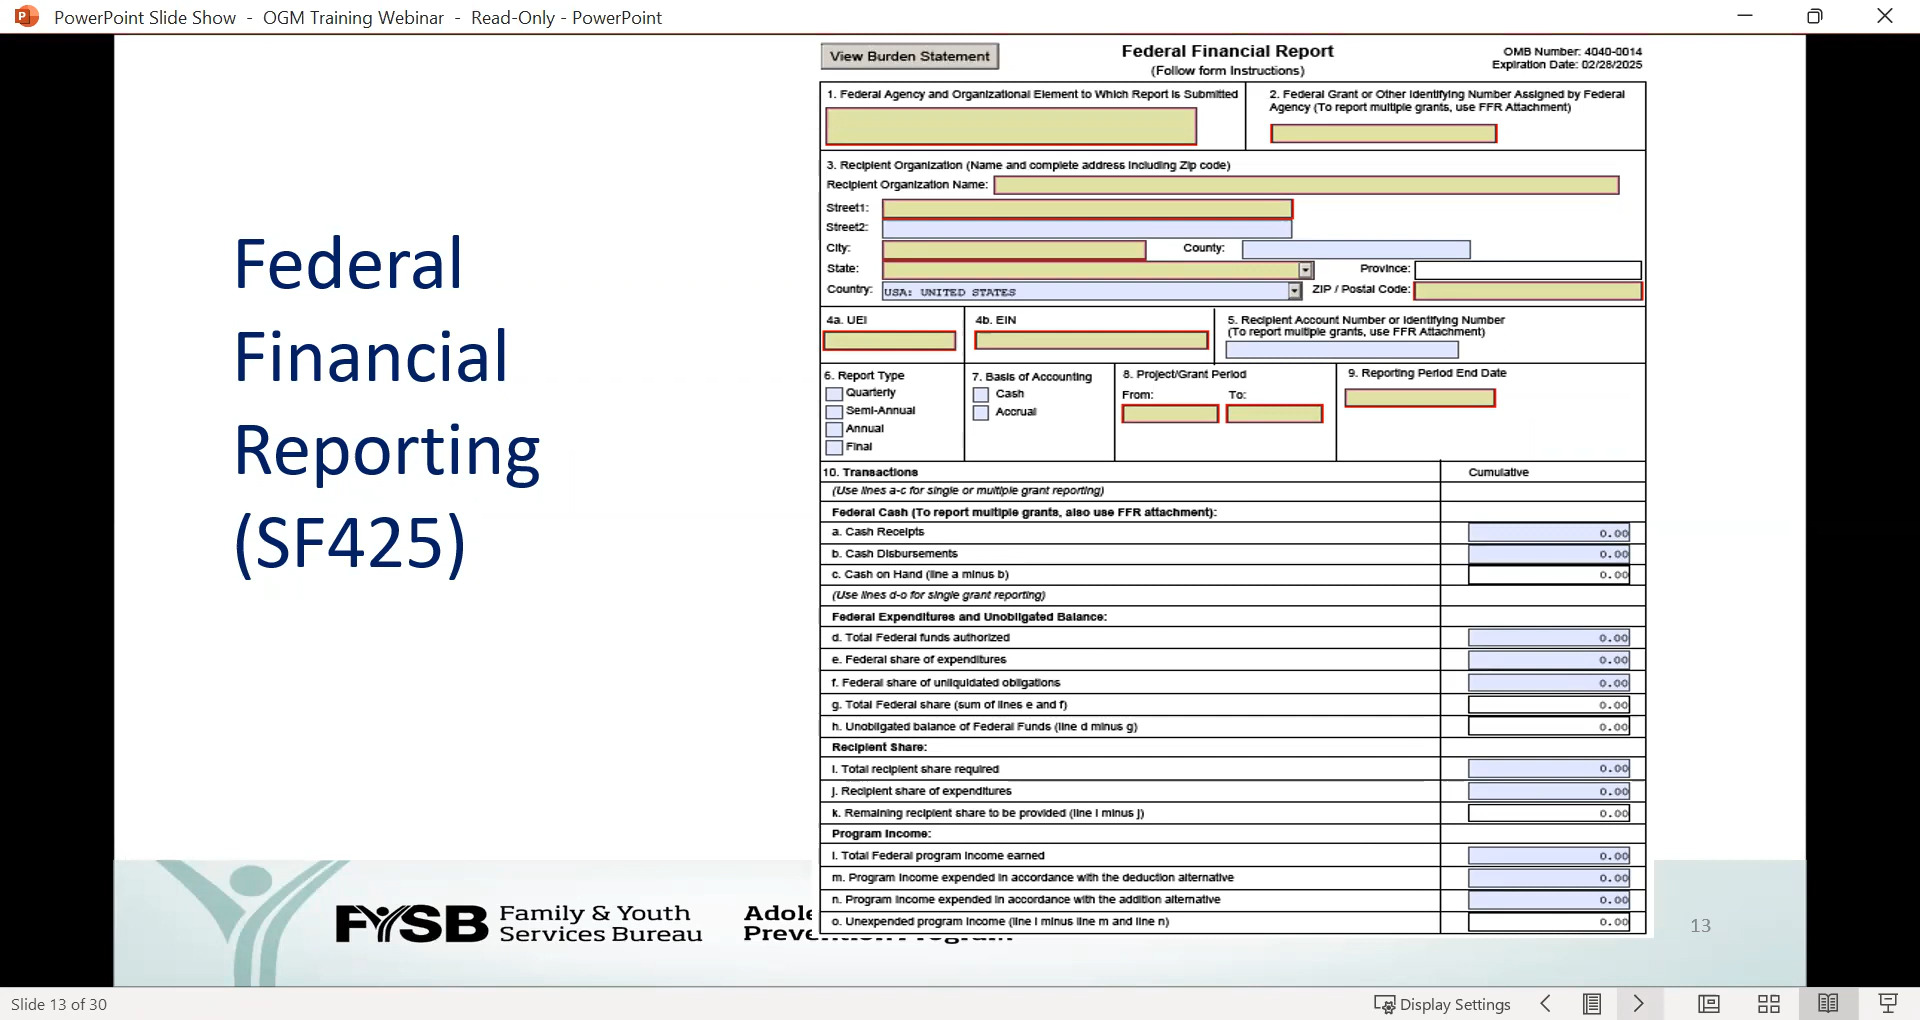 PowerPoint Slide Show - OGM Training Webinar - Read-Only - PowerPoint
Federal
Financial
Reporting
(SF425)
View Burden Statement
Federal Financial Report
(Follow form Instructions)
OMB Number: 4040-0014
Expiration Date: 02/28/2025
1. Federal Agency and Organizational Element to Which Report Is Submitted
2. Federal Grant or Other Identifying Number Assigned by Federal
Agency (To report multiple grants, use FFR Attachment)
3. Recipient Organization (Name and complete address including Zip code)
Recipient Organization Name:
Street1:
Street2:
City:
County:
State:
Province:
Country:
USA: UNITED STATES
ZIP / Postal Code:
4a. UEI
4b. EIN
5. Recipient Account Number or Identifying Number
(To report multiple grants, use FFR Attachment)
6. Report Type
Quarterly
Semi-Annual
Annual
Final
7. Basis of Accounting
Cash
Accrual
8. Project/Grant Period
From:
To:
9. Reporting Period End Date
10. Transactions
Cumulative
(Use lines a-c for single or multiple grant reporting)
Federal Cash (To report multiple grants, also use FFR attachment):
a. Cash Receipts 0.00
b. Cash Disbursements 0.00
c. Cash on Hand (line a minus b) 0.00
(Use lines d-o for single grant reporting)
Federal Expenditures and Unobligated Balance:
d. Total Federal funds authorized 0.00
e. Federal share of expenditures 0.00
f. Federal share of unliquidated obligations 0.00
g. Total Federal share (sum of lines e and f) 0.00
h. Unobligated balance of Federal Funds (line d minus g) 0.00
Recipient Share:
i. Total recipient share required 0.00
j. Recipient share of expenditures 0.00
k. Remaining recipient share to be provided (line i minus j) 0.00
Program Income:
l. Total Federal program income earned 0.00
m. Program Income expended in accordance with the deduction alternative 0.00
n. Program Income expended in accordance with the addition alternative 0.00
o. Unexpended program income (line l minus line m and line n) 0.00
FYSB
Family & Youth
Services Bureau
13
Slide 13 of 30
Display Settings